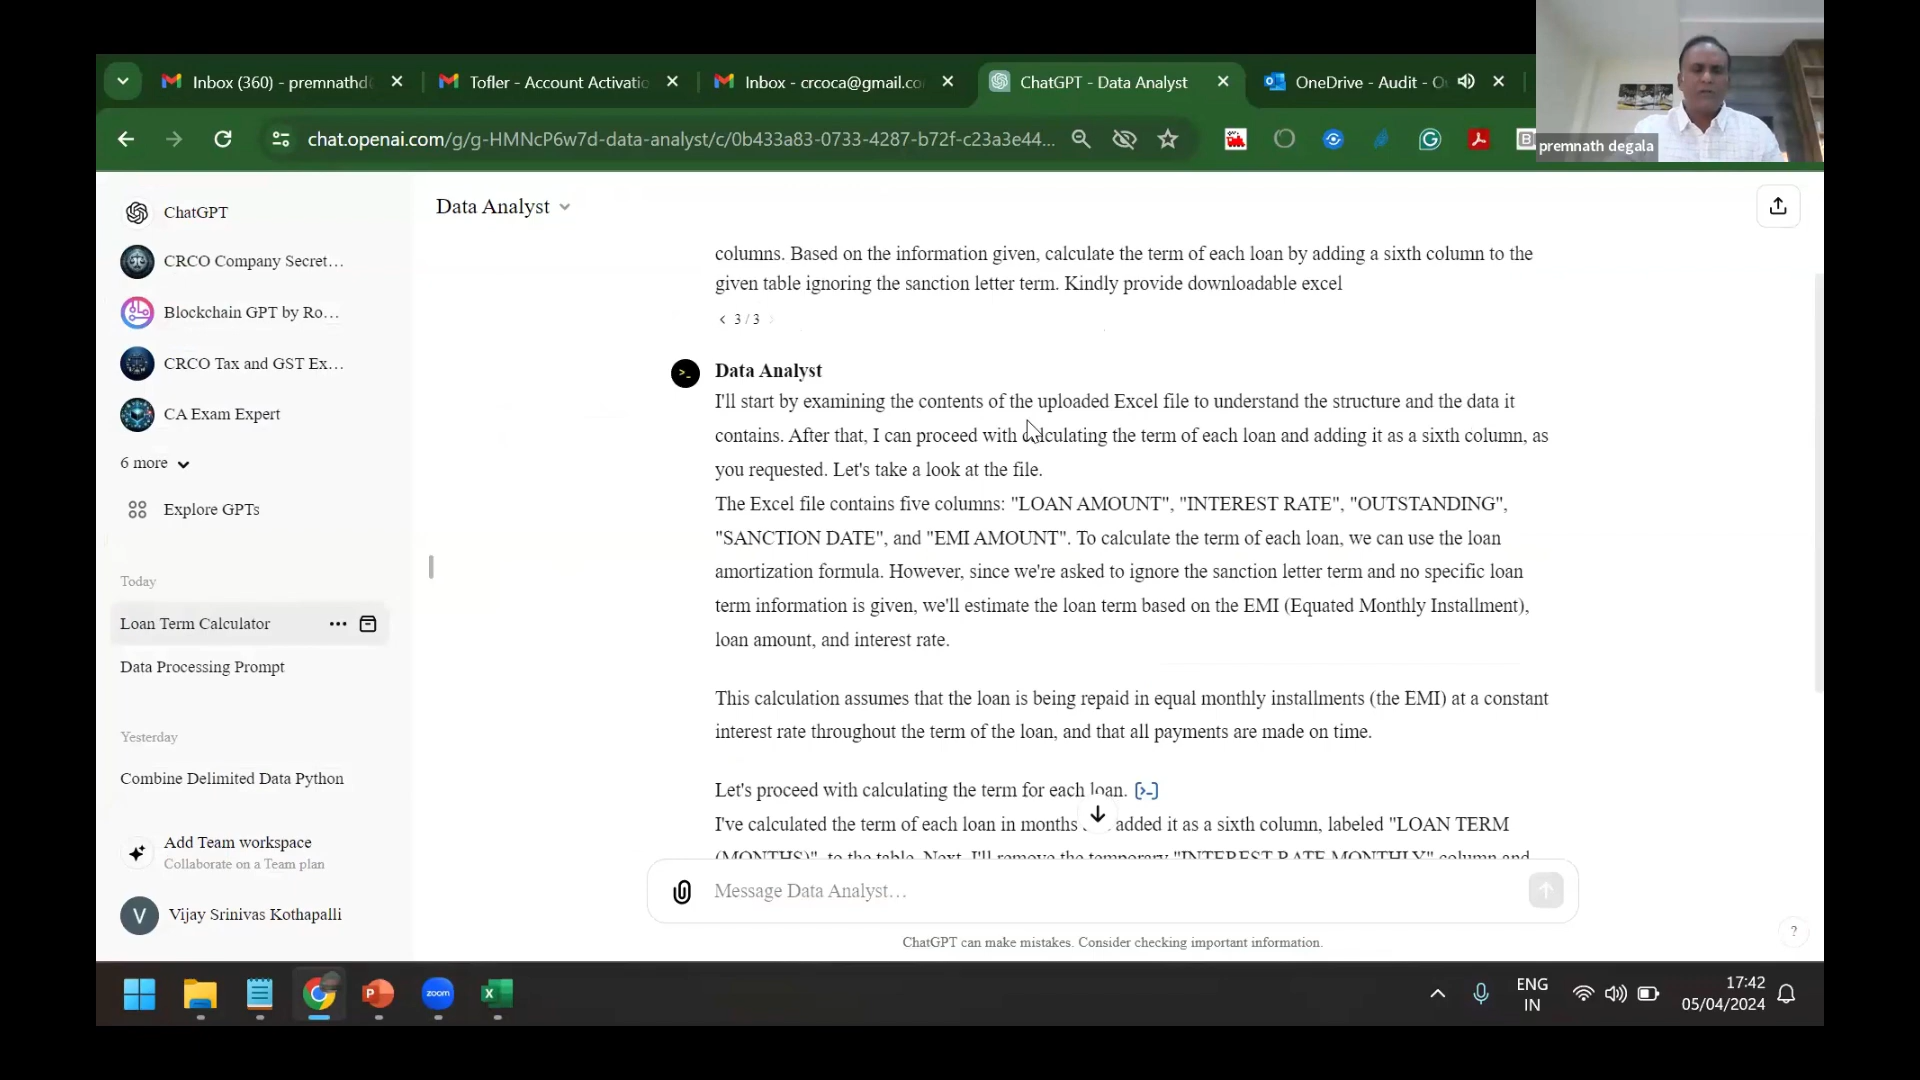 Inbox (360) - premnathd
Tofler - Account Activatio
Inbox - crcoca@gmail.co
ChatGPT - Data Analyst
OneDrive - Audit - O
chat.openai.com/g/g-HMNcP6w7d-data-analyst/c/0b433a83-0733-4287-b72f-c23a3e44...
premnath degala
ChatGPT
CRCO Company Secret...
Blockchain GPT by Ro...
CRCO Tax and GST Ex...
CA Exam Expert
6 more
Explore GPTs
Today
Loan Term Calculator
Data Processing Prompt
Yesterday
Combine Delimited Data Python
Add Team workspace
Collaborate on a Team plan
V
Vijay Srinivas Kothapalli
Data Analyst
columns. Based on the information given, calculate the term of each loan by adding a sixth column to the
given table ignoring the sanction letter term. Kindly provide downloadable excel
3 / 3
Data Analyst
I'll start by examining the contents of the uploaded Excel file to understand the structure and the data it
contains. After that, I can proceed with calculating the term of each loan and adding it as a sixth column, as
you requested. Let's take a look at the file.
The Excel file contains five columns: "LOAN AMOUNT", "INTEREST RATE", "OUTSTANDING",
"SANCTION DATE", and "EMI AMOUNT". To calculate the term of each loan, we can use the loan
amortization formula. However, since we're asked to ignore the sanction letter term and no specific loan
term information is given, we'll estimate the loan term based on the EMI (Equated Monthly Installment),
loan amount, and interest rate.
This calculation assumes that the loan is being repaid in equal monthly installments (the EMI) at a constant
interest rate throughout the term of the loan, and that all payments are made on time.
Let's proceed with calculating the term for each loan.
I've calculated the term of each loan in months added it as a sixth column, labeled "LOAN TERM
(MONTHS)", to the table. Next, I'll remove the temporary "INTEREST RATE MONTHLY" column and
Message Data Analyst...
ChatGPT can make mistakes. Consider checking important information.
?
zoom
ENG
IN
17:42
05/04/2024